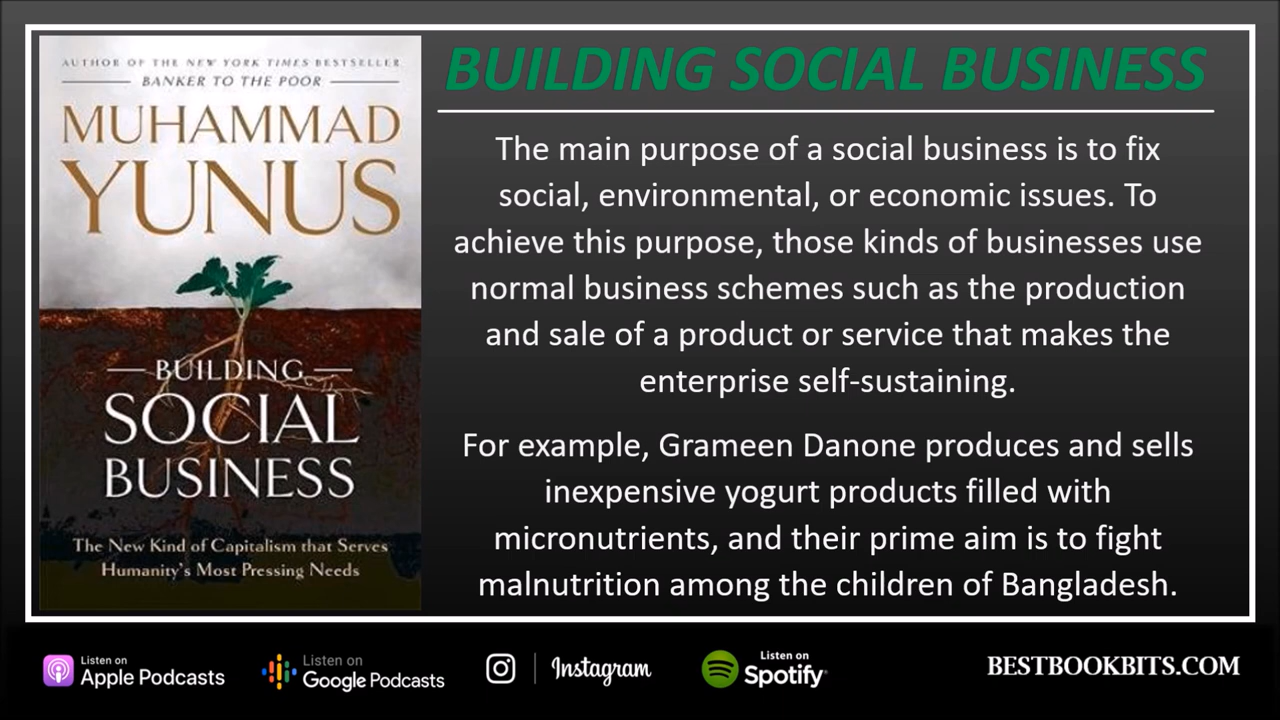 AUTHOR OF THE NEW YORK TIMES BESTSELLER
BANKER TO THE POOR
MUHAMMAD
YUNUS
BUILDING
SOCIAL
BUSINESS
The New Kind of Capitalism that Serves
Humanity's Most Pressing Needs
BUILDING SOCIAL BUSINESS
The main purpose of a social business is to fix
social, environmental, or economic issues. To
achieve this purpose, those kinds of businesses use
normal business schemes such as the production
and sale of a product or service that makes the
enterprise self-sustaining.
For example, Grameen Danone produces and sells
inexpensive yogurt products filled with
micronutrients, and their prime aim is to fight
malnutrition among the children of Bangladesh.
Listen on
Apple Podcasts
Listen on
Google Podcasts
Instagram
Listen on
Spotify
BESTBOOKBITS.COM